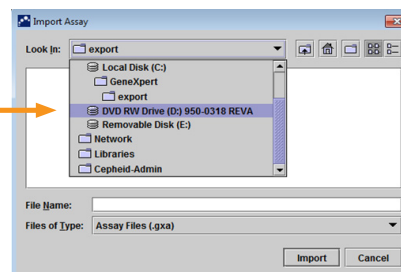 Import Assay
Look In: export
Local Disk (C:)
GeneXpert
export
DVD RW Drive (D:) 950-0318 REVA
Removable Disk (E:)
Network
Libraries
Cepheid-Admin
File Name:
Files of Type: Assay Files (.gxa)
Import Cancel